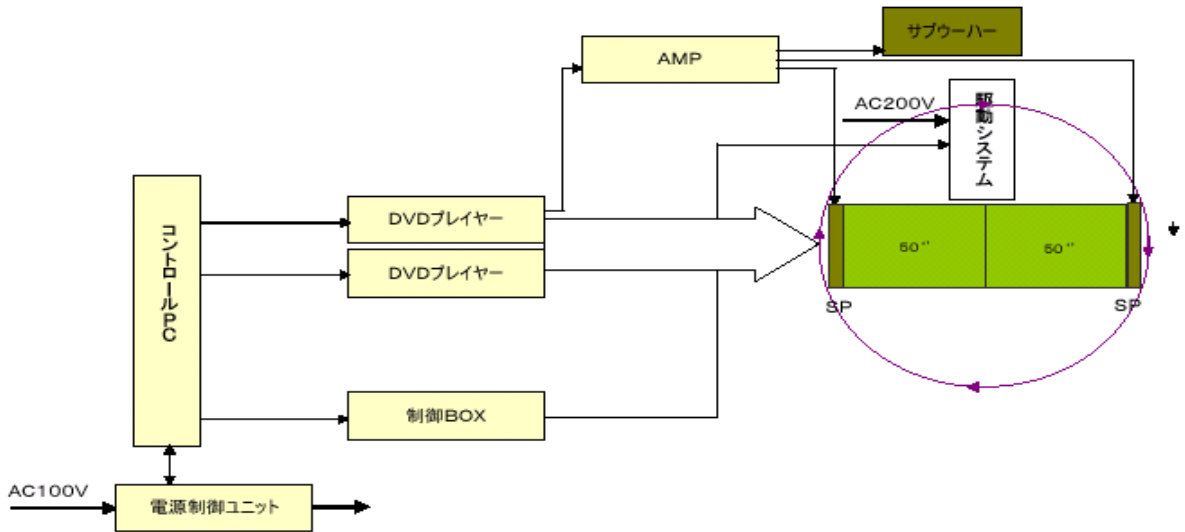 サブウーハー
AMP
AC200V
駆動システム
DVDプレイヤー
コントロールPC
50“
50“
DVDプレイヤー
SP
SP
制御BOX
AC100V
電源制御ユニット